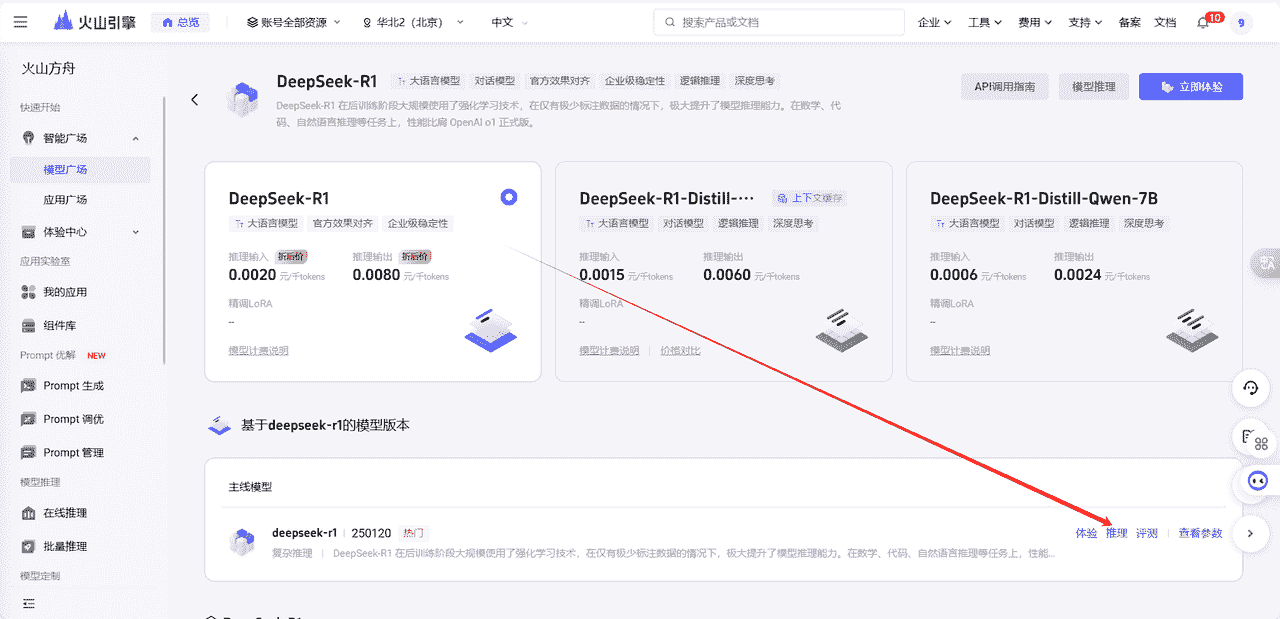 火山引擎 总览 账号全部资源 华北2（北京） 中文 搜索产品或文档 企业 工具 费用 支持 备案 文档 10 9
火山方舟
快速开始
智能广场
模型广场
应用广场
体验中心
应用实验室
我的应用
组件库
Prompt 优解 NEW
Prompt 生成
Prompt 调优
Prompt 管理
模型推理
在线推理
批量推理
模型定制
DeepSeek-R1 大语言模型 对话模型 官方效果对齐 企业级稳定性 逻辑推理 深度思考
DeepSeek-R1 在后训练阶段大规模使用了强化学习技术，在仅有极少标注数据的情况下，极大提升了模型推理能力。在数学、代
码、自然语言推理等任务上，性能比肩 OpenAI o1 正式版。
API调用指南 模型推理 立即体验
DeepSeek-R1
Tr 大语言模型 官方效果对齐 企业级稳定性
推理输入 折后价 推理输出 折后价
0.0020 元/千tokens 0.0080 元/千tokens
精调LoRA
--
模型计费说明
DeepSeek-R1-Distill-··· 上下文缓存
Tr 大语言模型 对话模型 逻辑推理 深度思考
推理输入 推理输出
0.0015 元/千tokens 0.0060 元/千tokens
精调LoRA
--
模型计费说明 | 价格对比
DeepSeek-R1-Distill-Qwen-7B
Tr 大语言模型 对话模型 逻辑推理 深度思考
推理输入 推理输出
0.0006 元/千tokens 0.0024 元/千tokens
精调LoRA
--
模型计费说明
基于deepseek-r1的模型版本
主线模型
deepseek-r1 | 250120 热门
复杂推理 | DeepSeek-R1 在后训练阶段大规模使用了强化学习技术，在仅有极少标注数据的情况下，极大提升了模型推理能力。在数学、代码、自然语言推理等任务上，性能...
体验 推理 评测 | 查看参数